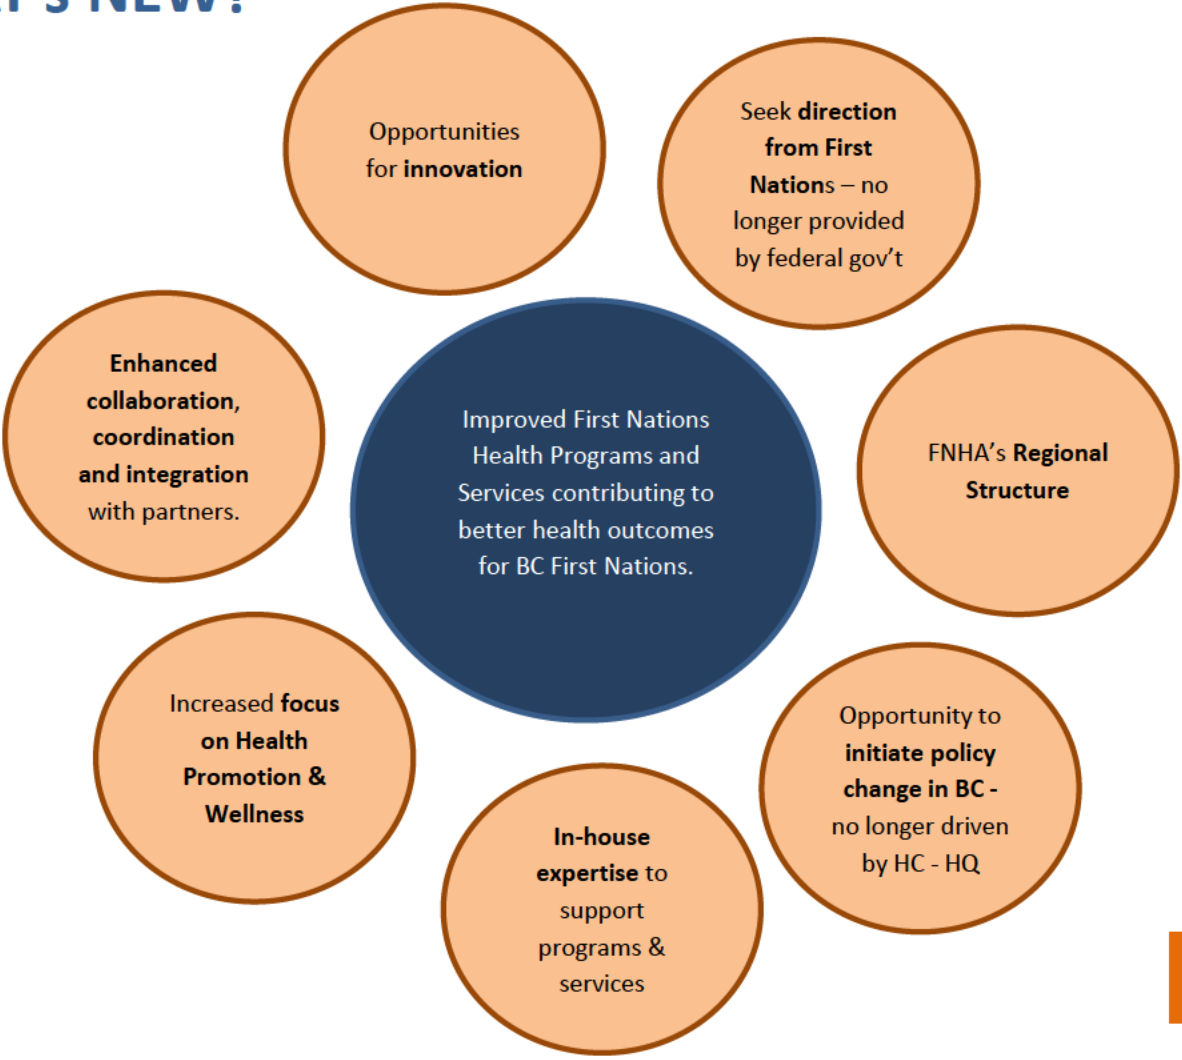 T'S NEW?
Opportunities
for innovation
Seek direction
from First
Nations – no
longer provided
by federal gov't
Enhanced
collaboration,
coordination
and integration
with partners.
Improved First Nations
Health Programs and
Services contributing to
better health outcomes
for BC First Nations.
FNHA's Regional
Structure
Increased focus
on Health
Promotion &
Wellness
Opportunity to
initiate policy
change in BC -
no longer driven
by HC - HQ
In-house
expertise to
support
programs &
services